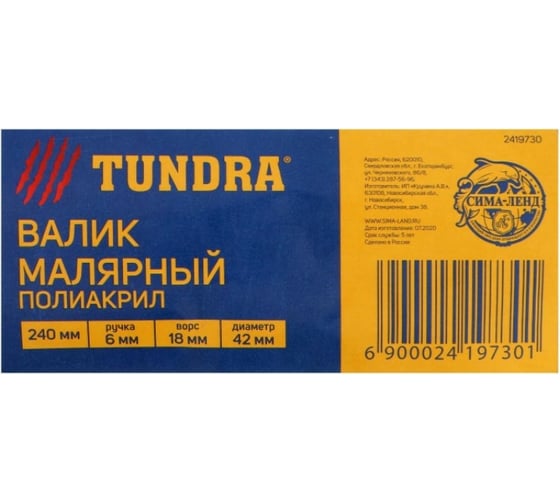 TUNDRA®
ВАЛИК
МАЛЯРНЫЙ
ПОЛИАКРИЛ
240 мм
ручка
6 мм
ворс
18 мм
диаметр
42 мм
2419730
Адрес: Россия, 620010,
Свердловская обл., г. Екатеринбург,
ул. Черняховского, 86/8,
+7 (343) 287-56-96.
Изготовитель: ИП
630108, Новосибирская обл.,
г. Новосибирск,
ул. Станционная, дом 38.
WWW.SIMA-LAND.RU
Дата изготовления: 07.2020
Срок службы: 5 лет
Сделано в России
СИМА-ЛЕНД
6 900024 197301